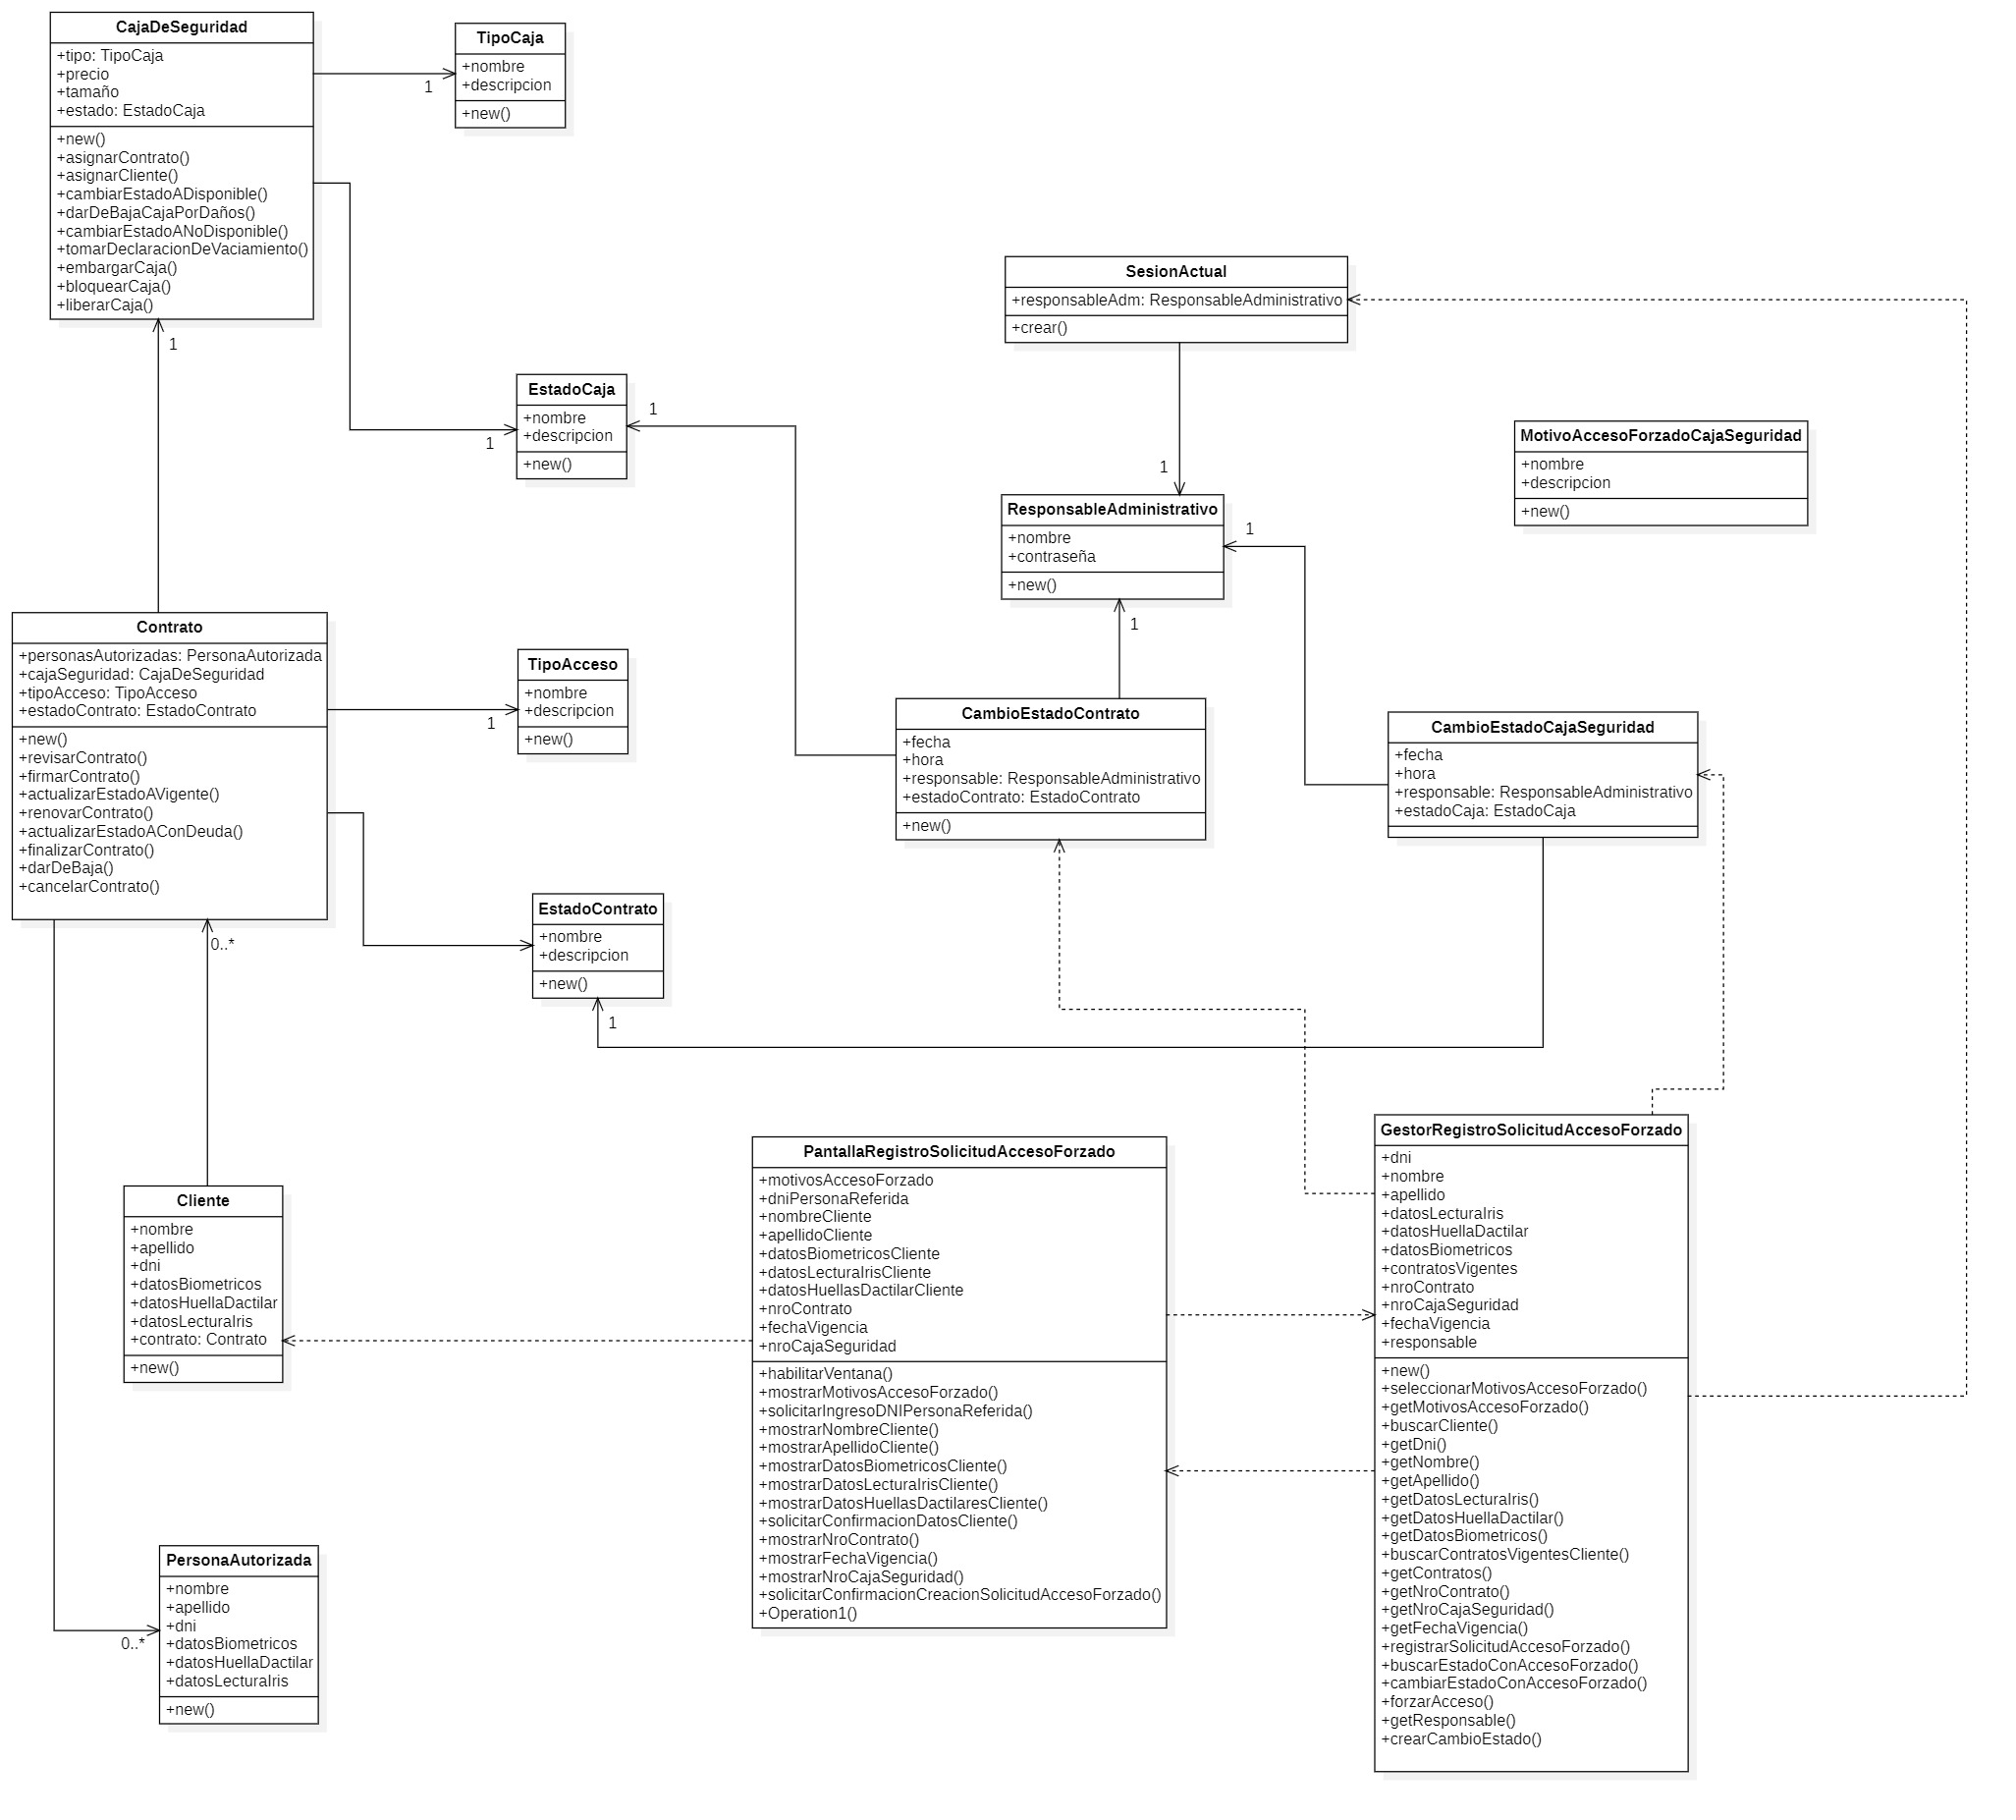 CajaDeSeguridad
+tipo: TipoCaja
+precio
+tamaño
+estado: EstadoCaja
+new()
+asignarContrato()
+asignarCliente()
+cambiarEstadoADisponible()
+darDeBajaCajaPorDaños()
+cambiarEstadoANoDisponible()
+tomarDeclaracionDeVaciamiento()
+embargarCaja()
+bloquearCaja()
+liberarCaja()
1
TipoCaja
+nombre
+descripcion
+new()
1
EstadoCaja
+nombre
+descripcion
+new()
1
1
SesionActual
+responsableAdm: ResponsableAdministrativo
+crear()
1
MotivoAccesoForzadoCajaSeguridad
+nombre
+descripcion
+new()
ResponsableAdministrativo
+nombre
+contraseña
+new()
1
1
Contrato
+personasAutorizadas: PersonaAutorizada
+cajaSeguridad: CajaDeSeguridad
+tipoAcceso: TipoAcceso
+estadoContrato: EstadoContrato
+new()
+revisarContrato()
+firmarContrato()
+actualizarEstadoAVigente()
+renovarContrato()
+actualizarEstadoAConDeuda()
+finalizarContrato()
+darDeBaja()
+cancelarContrato()
0..*
TipoAcceso
+nombre
+descripcion
+new()
1
CambioEstadoContrato
+fecha
+hora
+responsable: ResponsableAdministrativo
+estadoContrato: EstadoContrato
+new()
CambioEstadoCajaSeguridad
+fecha
+hora
+responsable: ResponsableAdministrativo
+estadoCaja: EstadoCaja
EstadoContrato
+nombre
+descripcion
+new()
1
Cliente
+nombre
+apellido
+dni
+datosBiometricos
+datosHuellaDactilar
+datosLecturaIris
+contrato: Contrato
+new()
PantallaRegistroSolicitudAccesoForzado
+motivosAccesoForzado
+dniPersonaReferida
+nombreCliente
+apellidoCliente
+datosBiometricosCliente
+datosLecturaIrisCliente
+datosHuellasDactilarCliente
+nroContrato
+fechaVigencia
+nroCajaSeguridad
+habilitarVentana()
+mostrarMotivosAccesoForzado()
+solicitarIngresoDNIPersonaReferida()
+mostrarNombreCliente()
+mostrarApellidoCliente()
+mostrarDatosBiometricosCliente()
+mostrarDatosLecturaIrisCliente()
+mostrarDatosHuellasDactilaresCliente()
+solicitarConfirmacionDatosCliente()
+mostrarNroContrato()
+mostrarFechaVigencia()
+mostrarNroCajaSeguridad()
+solicitarConfirmacionCreacionSolicitudAccesoForzado()
+Operation1()
GestorRegistroSolicitudAccesoForzado
+dni
+nombre
+apellido
+datosLecturaIris
+datosHuellaDactilar
+datosBiometricos
+contratosVigentes
+nroContrato
+nroCajaSeguridad
+fechaVigencia
+responsable
+new()
+seleccionarMotivosAccesoForzado()
+getMotivosAccesoForzado()
+buscarCliente()
+getDni()
+getNombre()
+getApellido()
+getDatosLecturaIris()
+getDatosHuellaDactilar()
+getDatosBiometricos()
+buscarContratosVigentesCliente()
+getContratos()
+getNroContrato()
+getNroCajaSeguridad()
+getFechaVigencia()
+registrarSolicitudAccesoForzado()
+buscarEstadoConAccesoForzado()
+cambiarEstadoConAccesoForzado()
+forzarAcceso()
+getResponsable()
+crearCambioEstado()
PersonaAutorizada
+nombre
+apellido
+dni
+datosBiometricos
+datosHuellaDactilar
+datosLecturaIris
+new()
0..*